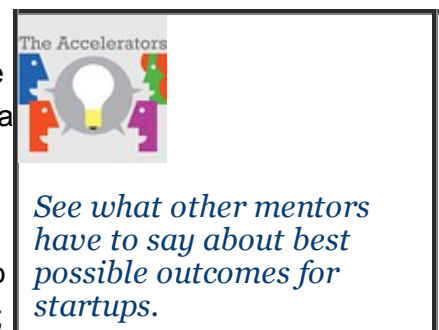 The Accelerators
See what other mentors
have to say about best
possible outcomes for
startups.